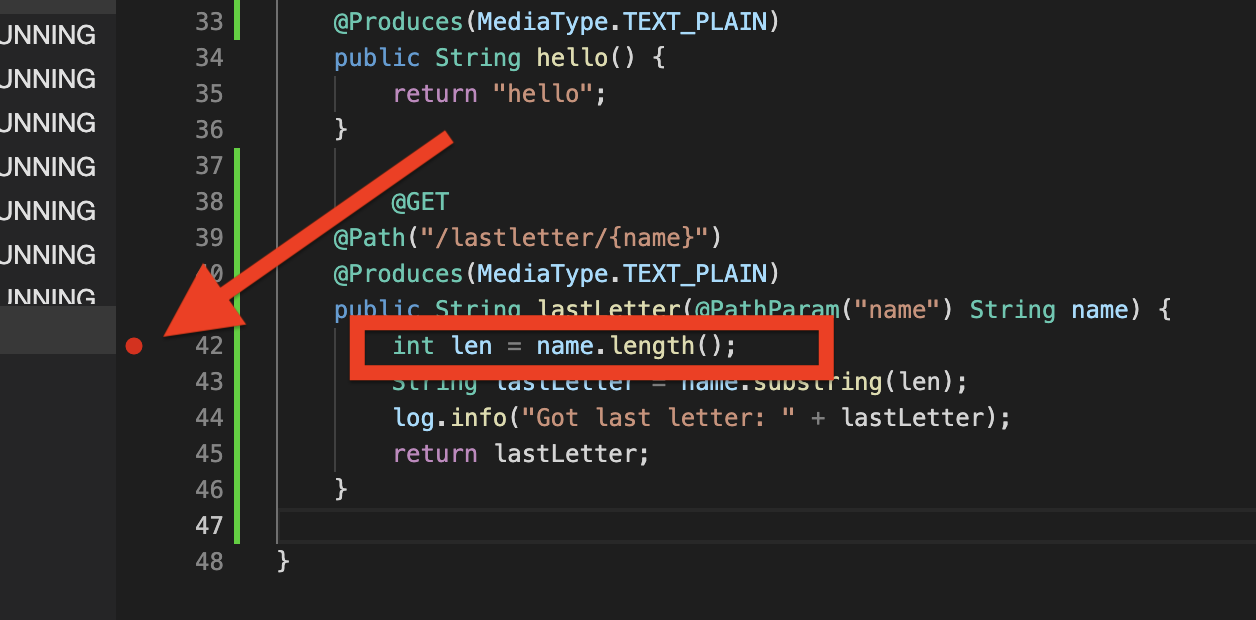 UNNING
UNNING
UNNING
UNNING
UNNING
UNNING
UNNING
33 @Produces(MediaType.TEXT_PLAIN)
34 public String hello() {
35 return "hello";
36 }
37
38 @GET
39 @Path("/lastletter/{name}")
0 @Produces(MediaType.TEXT_PLAIN)
public String lastLetter(@PathParam("name") String name) {
42 int len = name.length();
43 String lastLetter = name.substring(len);
44 log.info("Got last letter: " + lastLetter);
45 return lastLetter;
46 }
47
48 }